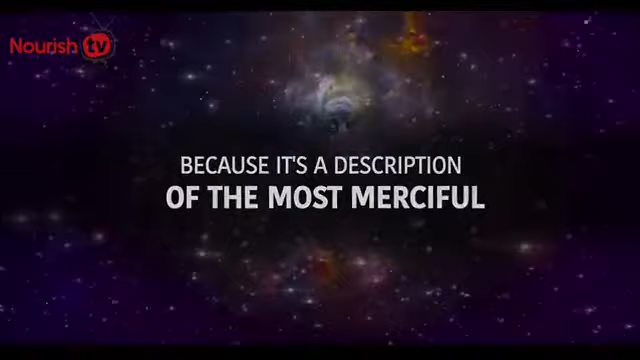 Nourish tv
BECAUSE IT'S A DESCRIPTION
OF THE MOST MERCIFUL